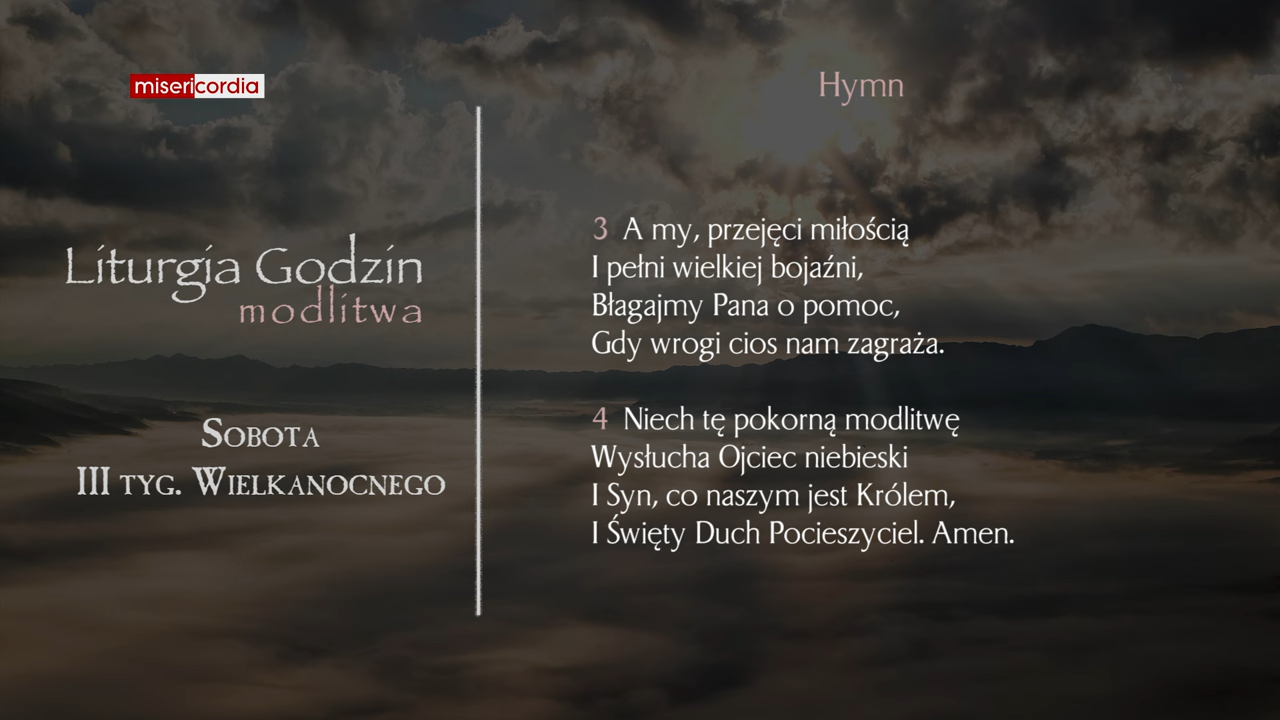 misericordia
Liturgia Godzin
modlitwa
Sobota
III tyg. Wielkanocnego
Hymn
3 A my, przejęci miłością
I pełni wielkiej bojaźni,
Błagajmy Pana o pomoc,
Gdy wrogi cios nam zagraża.
4 Niech tę pokorną modlitwę
Wysłucha Ojciec niebieski
I Syn, co naszym jest Królem,
I Święty Duch Pocieszyciel. Amen.